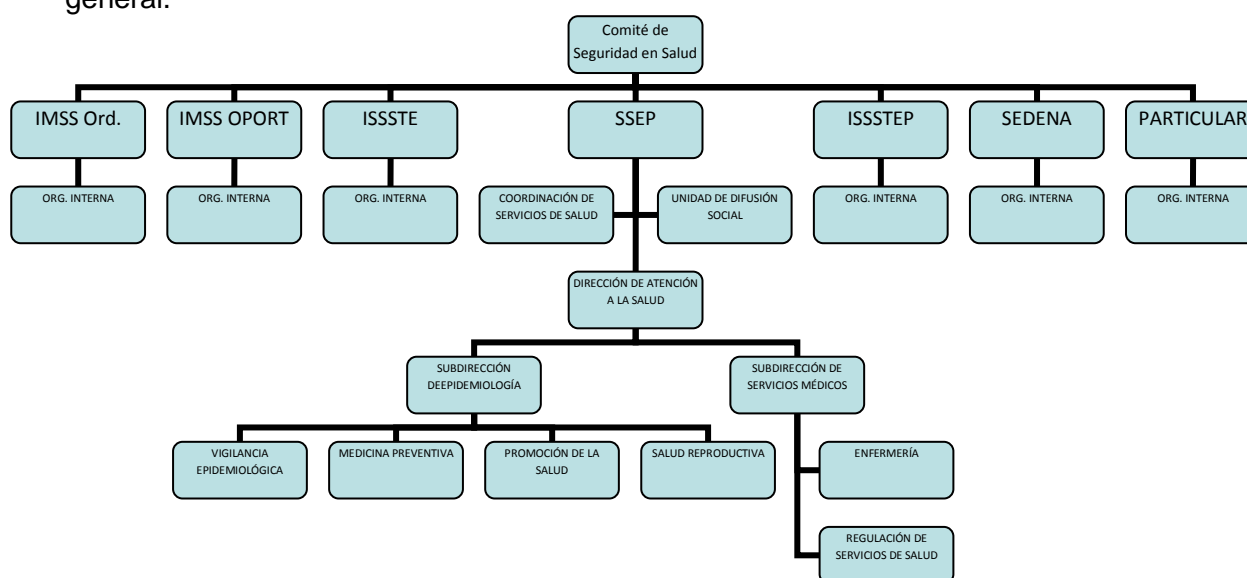 general.
Comité de
Seguridad en Salud
IMSS Ord.
IMSS OPORT
ISSSTE
SSEP
ISSSTEP
SEDENA
PARTICULAR
ORG. INTERNA
ORG. INTERNA
ORG. INTERNA
COORDINACIÓN DE
SERVICIOS DE SALUD
UNIDAD DE DIFUSIÓN
SOCIAL
ORG. INTERNA
ORG. INTERNA
ORG. INTERNA
DIRECCIÓN DE ATENCIÓN
A LA SALUD
SUBDIRECCIÓN
DEEPIDEMIOLOGÍA
SUBDIRECCIÓN DE
SERVICIOS MÉDICOS
VIGILANCIA
EPIDEMIOLÓGICA
MEDICINA PREVENTIVA
PROMOCIÓN DE LA
SALUD
SALUD REPRODUCTIVA
ENFERMERÍA
REGULACIÓN DE
SERVICIOS DE SALUD